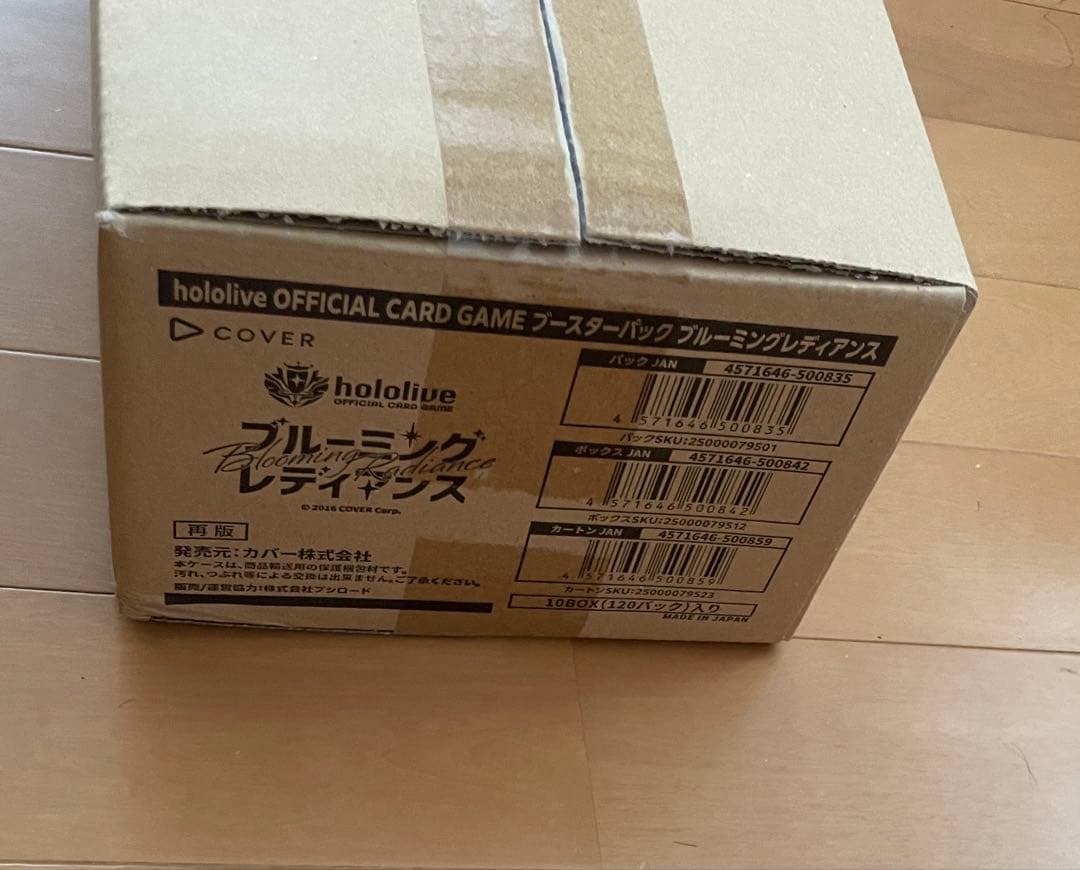 hololive OFFICIAL CARD GAME ブースターパック ブルーミングレディアンス
COVER
hololive
OFFICIAL CARD GAME
ブルーミング
Blooming Radiance
レディアンス
© 2016 COVER Corp.
再版
発売元:カバー株式会社
本ケースは、商品輸送用の保護梱包材です。
汚れ、つぶれ等による交換は出来ません。ご了承ください。
販売/運営協力:株式会社ブシロード
パック JAN 4571646-500835
4 571646 500835
パックSKU:25000079501
ボックス JAN 4571646-500842
4 571646 500842
ボックスSKU:25000079512
カートン JAN 4571646-500859
4 571646 500859
カートンSKU:25000079523
10BOX(120パック)入り
MADE IN JAPAN